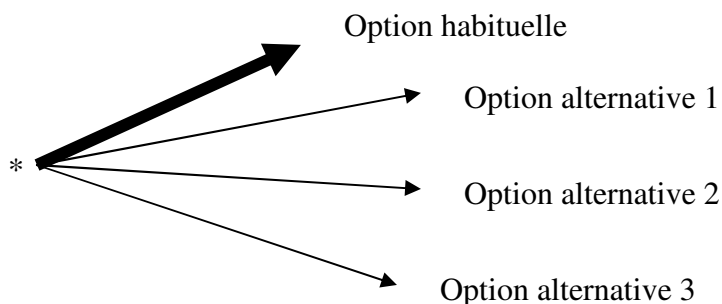 Option habituelle
Option alternative 1
*
Option alternative 2
Option alternative 3